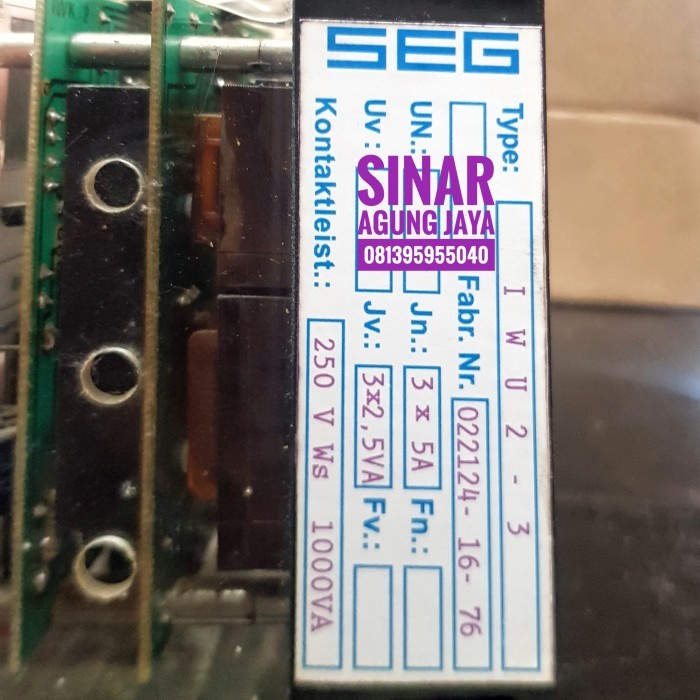 SEG
Type: IWU2-3
Fabr. Nr. 022124-16-76
UN.: Jn.: 3 x 5A Fn.:
Uv: Jv.: 3x2,5VA Fv.:
Kontaktleist.: 250 V Ws 1000VA
SINAR
AGUNG JAYA
081395955040